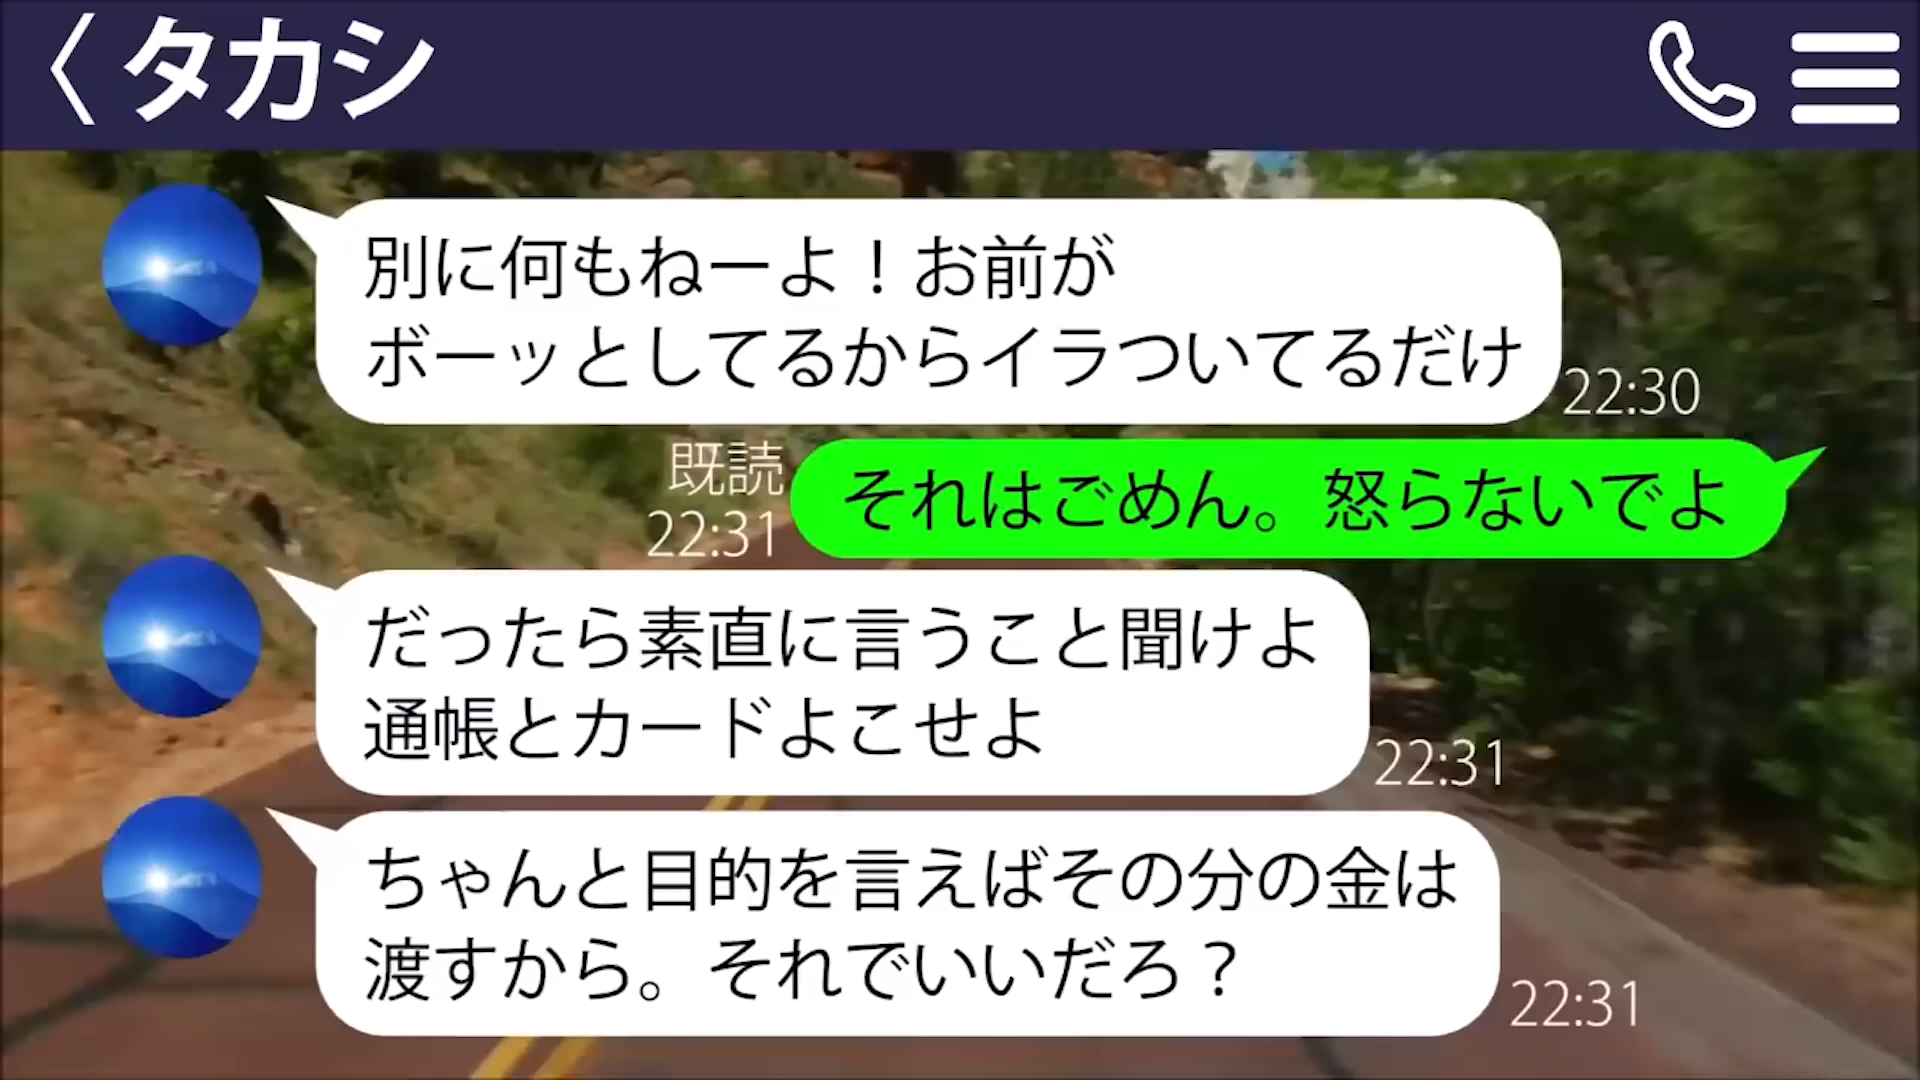 〈 タカシ
別に何もねーよ！お前が
ボーッとしてるからイラついてるだけ
22:30
既読
22:31
それはごめん。怒らないでよ
だったら素直に言うこと聞けよ
通帳とカードよこせよ
22:31
ちゃんと目的を言えばその分の金は
渡すから。それでいいだろ？
22:31